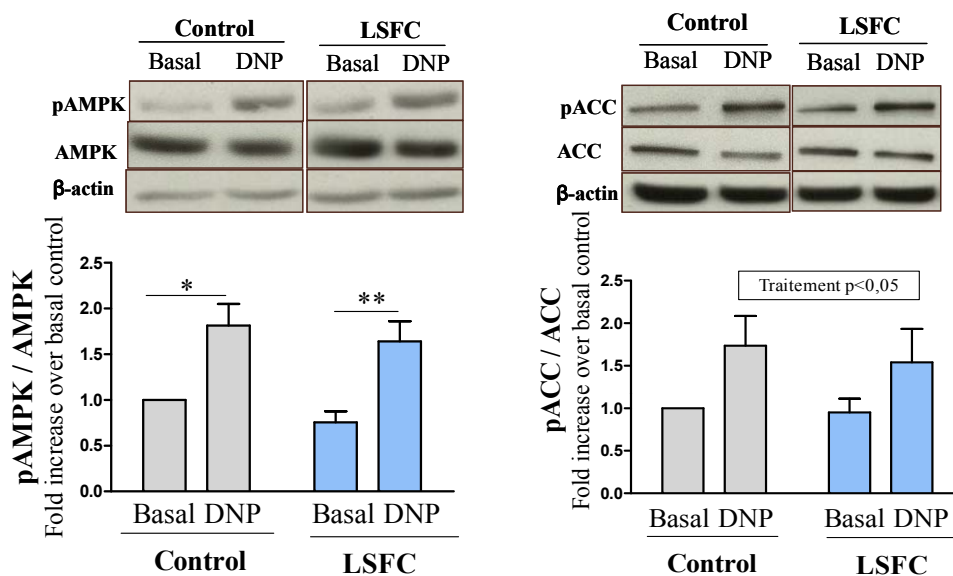 Control LSFC
Basal DNP Basal DNP
pAMPK
AMPK
β-actin
pAMPK / AMPK
Fold increase over basal control
2.5
2.0
1.5
1.0
0.5
0.0
*
**
Basal DNP Basal DNP
Control LSFC
Control LSFC
Basal DNP Basal DNP
pACC
ACC
β-actin
pACC / ACC
Fold increase over basal control
2.5
2.0
1.5
1.0
0.5
0.0
Traitement p<0,05
Basal DNP Basal DNP
Control LSFC